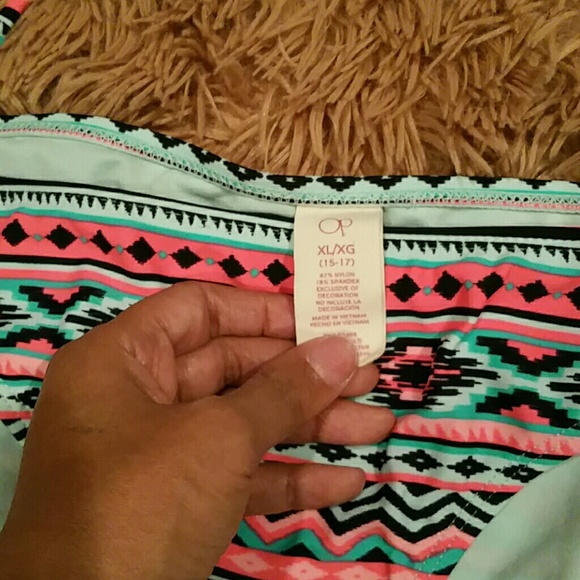 OP
XL/XG
(15-17)
NYLON
18% SPANDEX
EXCLUSIVE OF
DECORATION
NO INCLUYE LA
DECORACIÓN
MADE IN VIETNAM
HECHO EN VIETNAM